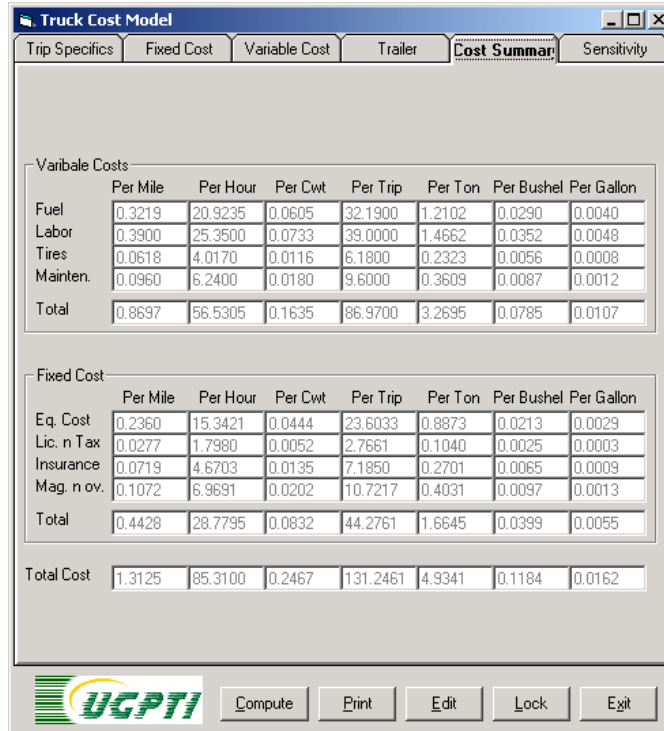 Truck Cost Model
Trip Specifics Fixed Cost Variable Cost Trailer Cost Summar Sensitivity
Varibale Costs
Per Mile Per Hour Per Cwt Per Trip Per Ton Per Bushel Per Gallon
Fuel 0.3219 20.9235 0.0605 32.1900 1.2102 0.0290 0.0040
Labor 0.3900 25.3500 0.0733 39.0000 1.4662 0.0352 0.0048
Tires 0.0618 4.0170 0.0116 6.1800 0.2323 0.0056 0.0008
Mainten. 0.0960 6.2400 0.0180 9.6000 0.3609 0.0087 0.0012
Total 0.8697 56.5305 0.1635 86.9700 3.2695 0.0785 0.0107
Fixed Cost
Per Mile Per Hour Per Cwt Per Trip Per Ton Per Bushel Per Gallon
Eq. Cost 0.2360 15.3421 0.0444 23.6033 0.8873 0.0213 0.0029
Lic. n Tax 0.0277 1.7980 0.0052 2.7661 0.1040 0.0025 0.0003
Insurance 0.0719 4.6703 0.0135 7.1850 0.2701 0.0065 0.0009
Mag. n ov. 0.1072 6.9691 0.0202 10.7217 0.4031 0.0097 0.0013
Total 0.4428 28.7795 0.0832 44.2761 1.6645 0.0399 0.0055
Total Cost 1.3125 85.3100 0.2467 131.2461 4.9341 0.1184 0.0162
UGPTI Compute Print Edit Lock Exit